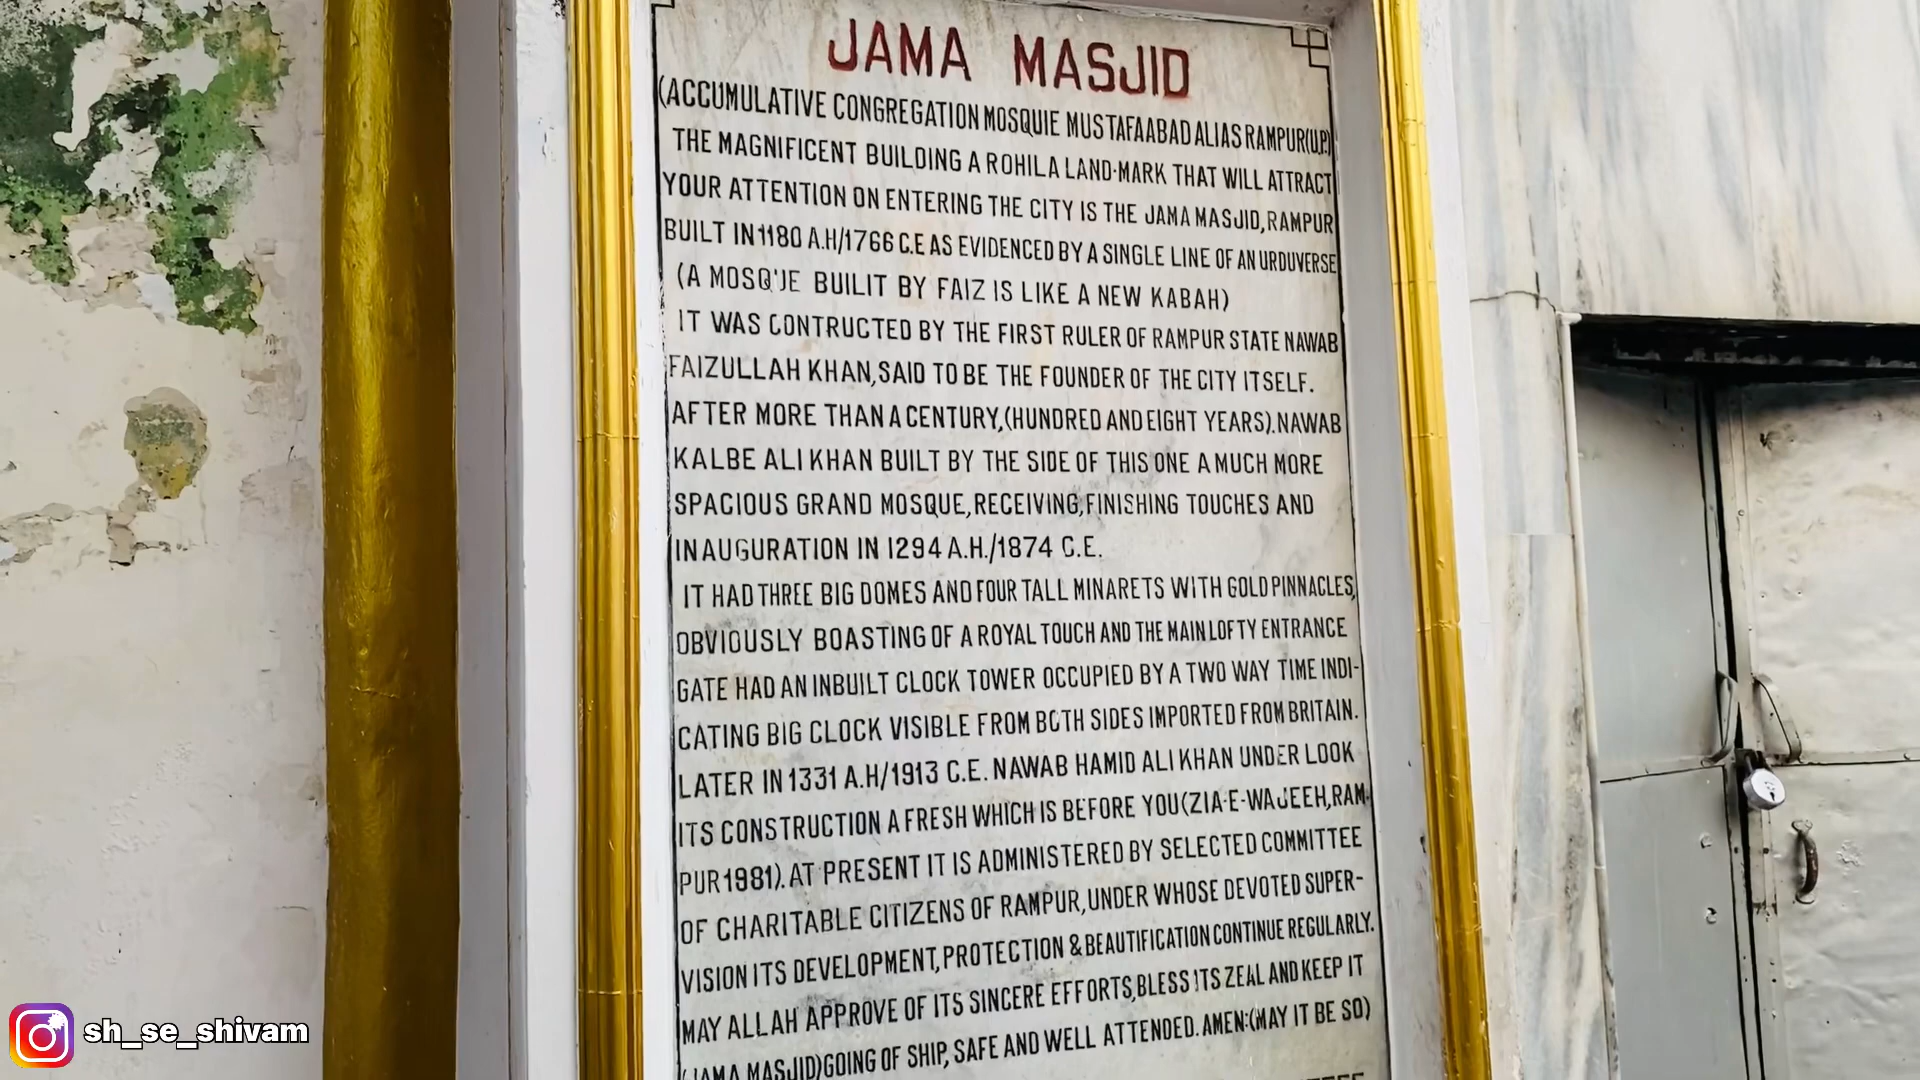 JAMA MASJID
(ACCUMULATIVE CONGREGATION MOSQUIE MUSTAFAABAD ALIAS RAMPUR(U.P.)
THE MAGNIFICENT BUILDING A ROHILA LAND-MARK THAT WILL ATTRACT
YOUR ATTENTION ON ENTERING THE CITY IS THE JAMA MASJID, RAMPUR
BUILT IN 1180 A.H/1766 C.E AS EVIDENCED BY A SINGLE LINE OF AN URDU VERSE
(A MOSQUE BUILIT BY FAIZ IS LIKE A NEW KABAH)
IT WAS CONTRUCTED BY THE FIRST RULER OF RAMPUR STATE NAWAB
FAIZULLAH KHAN, SAID TO BE THE FOUNDER OF THE CITY ITSELF.
AFTER MORE THAN A CENTURY, (HUNDRED AND EIGHT YEARS). NAWAB
KALBE ALI KHAN BUILT BY THE SIDE OF THIS ONE A MUCH MORE
SPACIOUS GRAND MOSQUE, RECEIVING, FINISHING TOUCHES AND
INAUGURATION IN 1294 A.H./1874 C.E.
IT HAD THREE BIG DOMES AND FOUR TALL MINARETS WITH GOLD PINNACLES,
OBVIOUSLY BOASTING OF A ROYAL TOUCH AND THE MAIN LOFTY ENTRANCE
GATE HAD AN INBUILT CLOCK TOWER OCCUPIED BY A TWO WAY TIME INDI-
CATING BIG CLOCK VISIBLE FROM BOTH SIDES IMPORTED FROM BRITAIN.
LATER IN 1331 A.H/1913 C.E. NAWAB HAMID ALI KHAN UNDER LOOK
ITS CONSTRUCTION A FRESH WHICH IS BEFORE YOU (ZIA-E-WAJEEH, RAM-
PUR 1981). AT PRESENT IT IS ADMINISTERED BY SELECTED COMMITTEE
OF CHARITABLE CITIZENS OF RAMPUR, UNDER WHOSE DEVOTED SUPER-
VISION ITS DEVELOPMENT, PROTECTION & BEAUTIFICATION CONTINUE REGULARLY.
MAY ALLAH APPROVE OF ITS SINCERE EFFORTS, BLESS ITS ZEAL AND KEEP IT
(JAMA MASJID) GOING OF SHIP, SAFE AND WELL ATTENDED. AMEN: (MAY IT BE SO)
sh_se_shivam